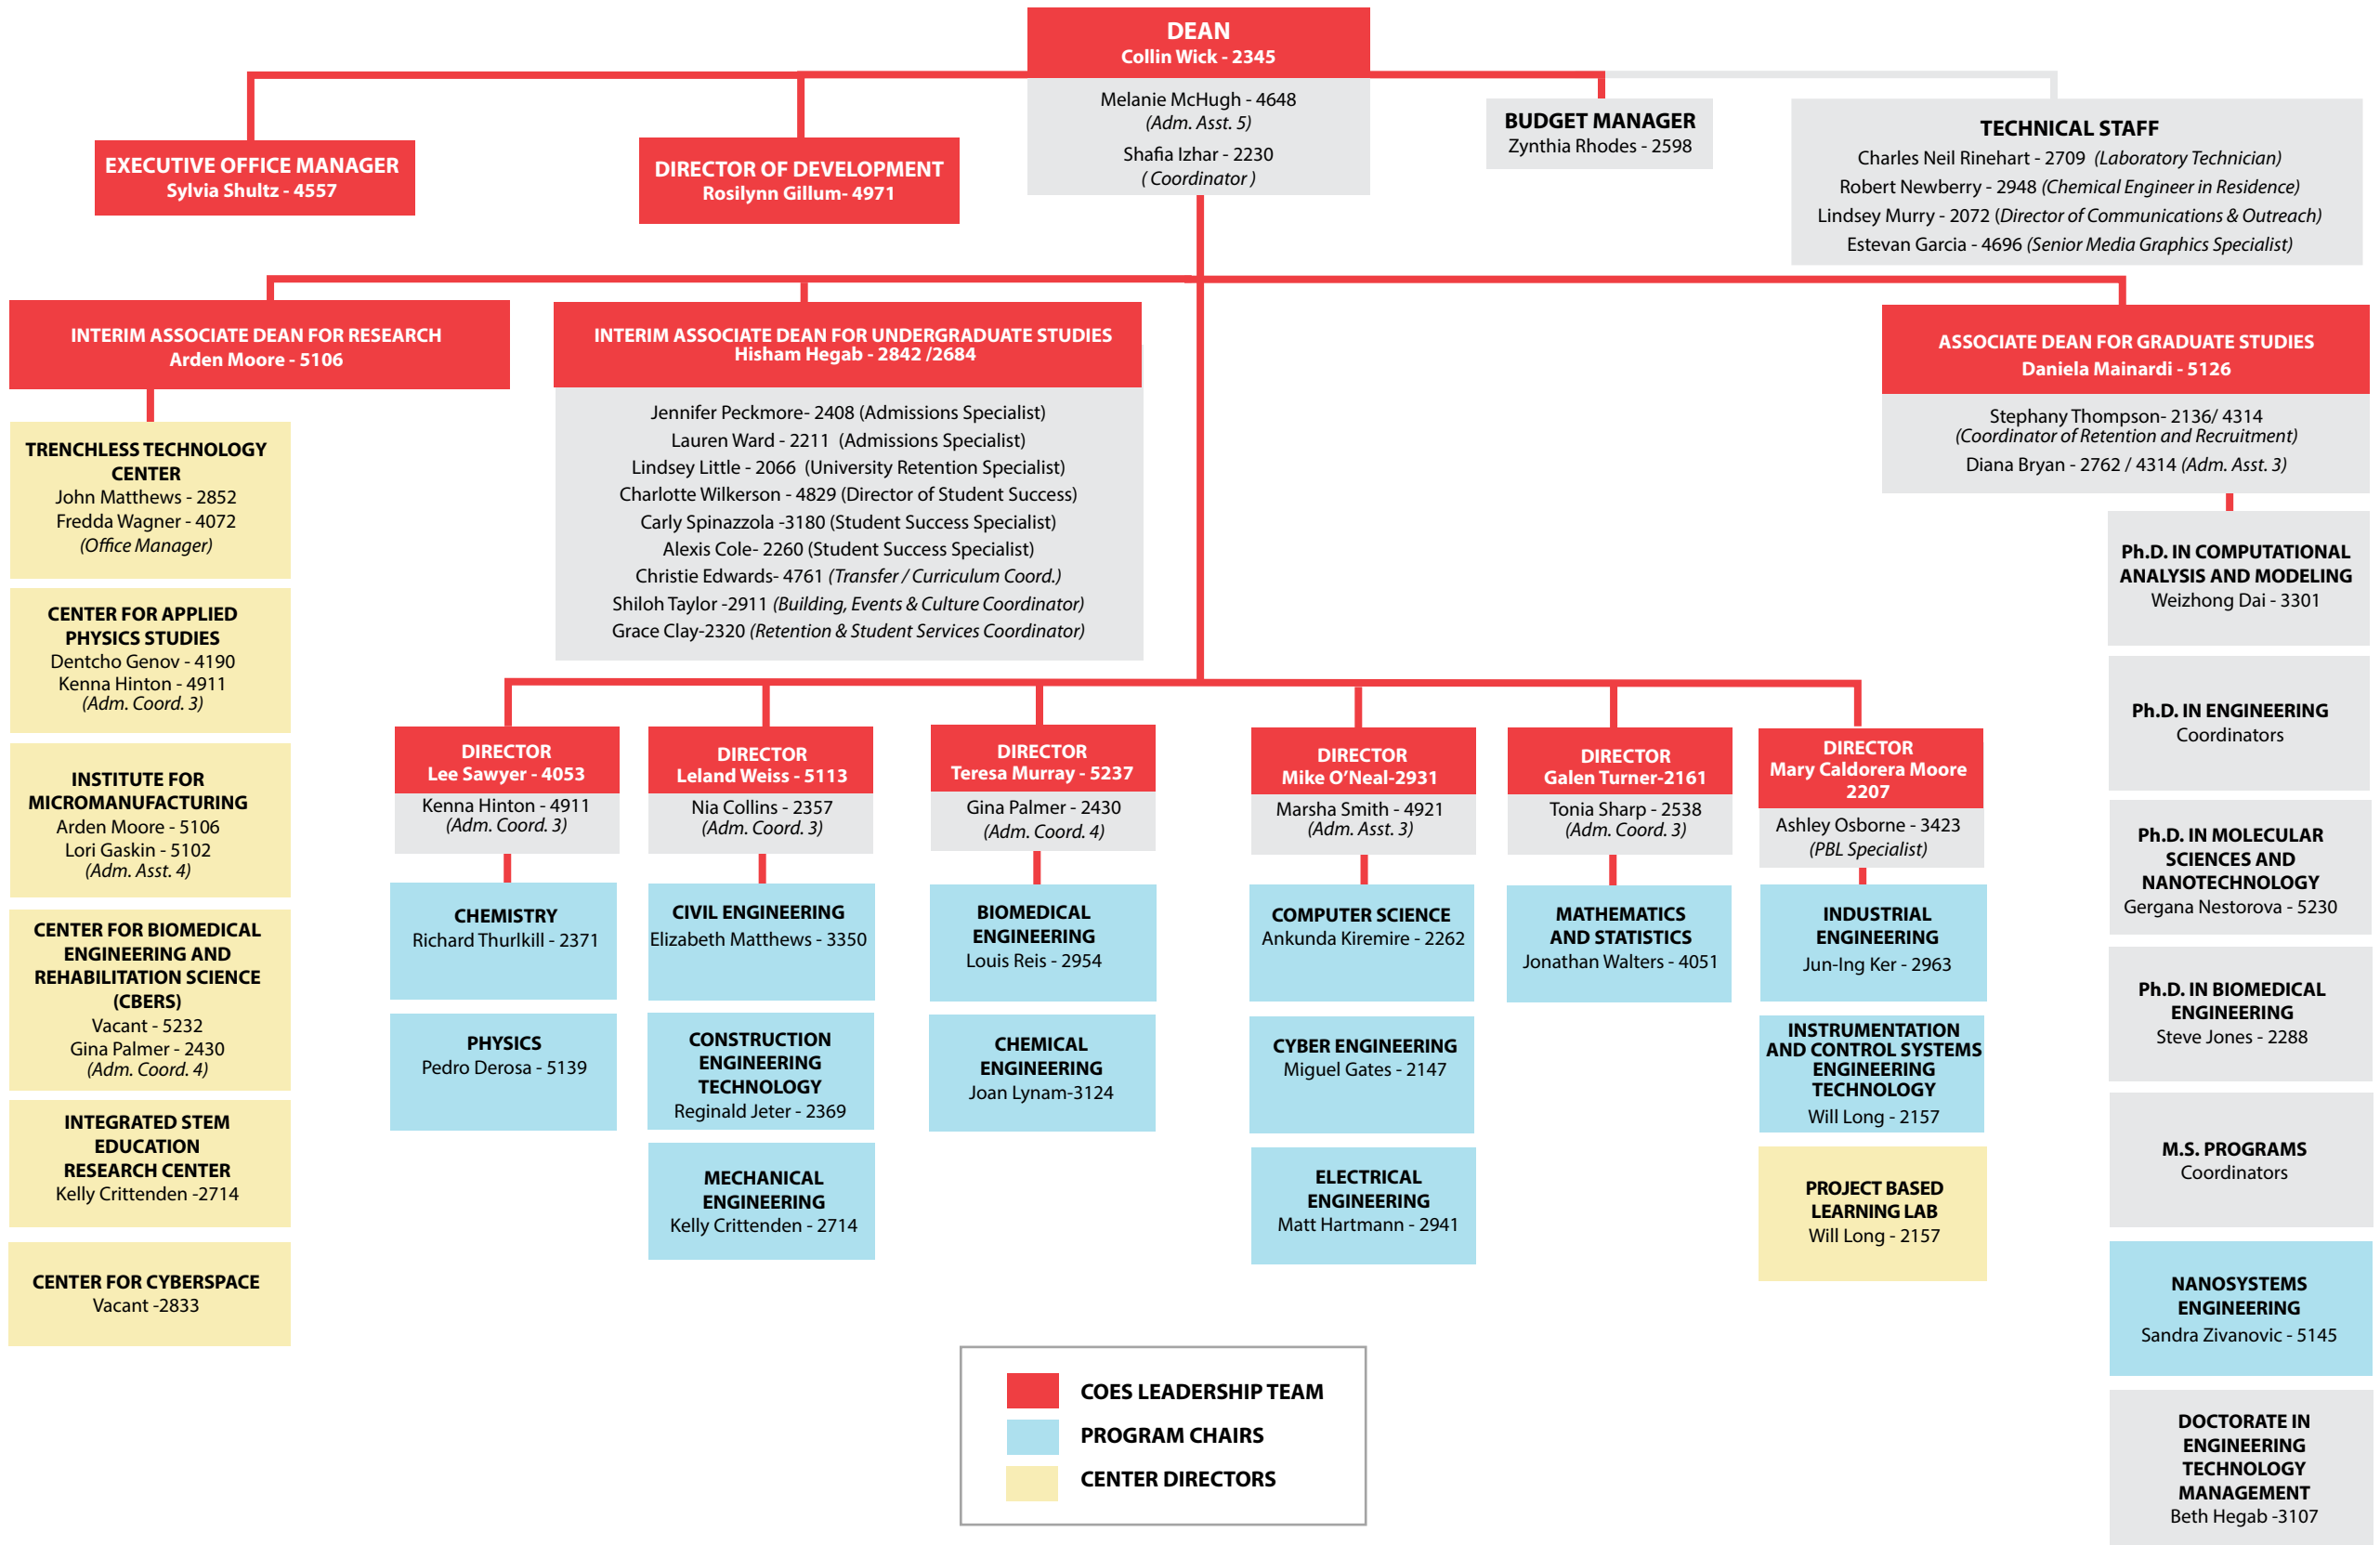 DEAN
Collin Wick - 2345
Melanie McHugh - 4648
(Adm. Asst. 5)
Shafia Izhar - 2230
( Coordinator )
EXECUTIVE OFFICE MANAGER
Sylvia Shultz - 4557
DIRECTOR OF DEVELOPMENT
Rosilynn Gillum- 4971
BUDGET MANAGER
Zynthia Rhodes - 2598
TECHNICAL STAFF
Charles Neil Rinehart - 2709 (Laboratory Technician)
Robert Newberry - 2948 (Chemical Engineer in Residence)
Lindsey Murry - 2072 (Director of Communications & Outreach)
Estevan Garcia - 4696 (Senior Media Graphics Specialist)
INTERIM ASSOCIATE DEAN FOR RESEARCH
Arden Moore - 5106
INTERIM ASSOCIATE DEAN FOR UNDERGRADUATE STUDIES
Hisham Hegab - 2842 /2684
Jennifer Peckmore- 2408 (Admissions Specialist)
Lauren Ward - 2211 (Admissions Specialist)
Lindsey Little - 2066 (University Retention Specialist)
Charlotte Wilkerson - 4829 (Director of Student Success)
Carly Spinazzola -3180 (Student Success Specialist)
Alexis Cole- 2260 (Student Success Specialist)
Christie Edwards- 4761 (Transfer / Curriculum Coord.)
Shiloh Taylor -2911 (Building, Events & Culture Coordinator)
Grace Clay-2320 (Retention & Student Services Coordinator)
ASSOCIATE DEAN FOR GRADUATE STUDIES
Daniela Mainardi - 5126
Stephany Thompson- 2136/ 4314
(Coordinator of Retention and Recruitment)
Diana Bryan - 2762 / 4314 (Adm. Asst. 3)
TRENCHLESS TECHNOLOGY
CENTER
John Matthews - 2852
Fredda Wagner - 4072
(Office Manager)
CENTER FOR APPLIED
PHYSICS STUDIES
Dentcho Genov - 4190
Kenna Hinton - 4911
(Adm. Coord. 3)
INSTITUTE FOR
MICROMANUFACTURING
Arden Moore - 5106
Lori Gaskin - 5102
(Adm. Asst. 4)
CENTER FOR BIOMEDICAL
ENGINEERING AND
REHABILITATION SCIENCE
(CBERS)
Vacant - 5232
Gina Palmer - 2430
(Adm. Coord. 4)
INTEGRATED STEM
EDUCATION
RESEARCH CENTER
Kelly Crittenden -2714
CENTER FOR CYBERSPACE
Vacant -2833
DIRECTOR
Lee Sawyer - 4053
Kenna Hinton - 4911
(Adm. Coord. 3)
CHEMISTRY
Richard Thurlkill - 2371
PHYSICS
Pedro Derosa - 5139
DIRECTOR
Leland Weiss - 5113
Nia Collins - 2357
(Adm. Coord. 3)
CIVIL ENGINEERING
Elizabeth Matthews - 3350
CONSTRUCTION
ENGINEERING
TECHNOLOGY
Reginald Jeter - 2369
MECHANICAL
ENGINEERING
Kelly Crittenden - 2714
DIRECTOR
Teresa Murray - 5237
Gina Palmer - 2430
(Adm. Coord. 4)
BIOMEDICAL
ENGINEERING
Louis Reis - 2954
CHEMICAL
ENGINEERING
Joan Lynam-3124
DIRECTOR
Mike O’Neal-2931
Marsha Smith - 4921
(Adm. Asst. 3)
COMPUTER SCIENCE
Ankunda Kiremire - 2262
CYBER ENGINEERING
Miguel Gates - 2147
ELECTRICAL
ENGINEERING
Matt Hartmann - 2941
DIRECTOR
Galen Turner-2161
Tonia Sharp - 2538
(Adm. Coord. 3)
MATHEMATICS
AND STATISTICS
Jonathan Walters - 4051
DIRECTOR
Mary Caldorera Moore
2207
Ashley Osborne - 3423
(PBL Specialist)
INDUSTRIAL
ENGINEERING
Jun-Ing Ker - 2963
INSTRUMENTATION
AND CONTROL SYSTEMS
ENGINEERING
TECHNOLOGY
Will Long - 2157
PROJECT BASED
LEARNING LAB
Will Long - 2157
Ph.D. IN COMPUTATIONAL
ANALYSIS AND MODELING
Weizhong Dai - 3301
Ph.D. IN ENGINEERING
Coordinators
Ph.D. IN MOLECULAR
SCIENCES AND
NANOTECHNOLOGY
Gergana Nestorova - 5230
Ph.D. IN BIOMEDICAL
ENGINEERING
Steve Jones - 2288
M.S. PROGRAMS
Coordinators
NANOSYSTEMS
ENGINEERING
Sandra Zivanovic - 5145
DOCTORATE IN
ENGINEERING
TECHNOLOGY
MANAGEMENT
Beth Hegab -3107
COES LEADERSHIP TEAM
PROGRAM CHAIRS
CENTER DIRECTORS